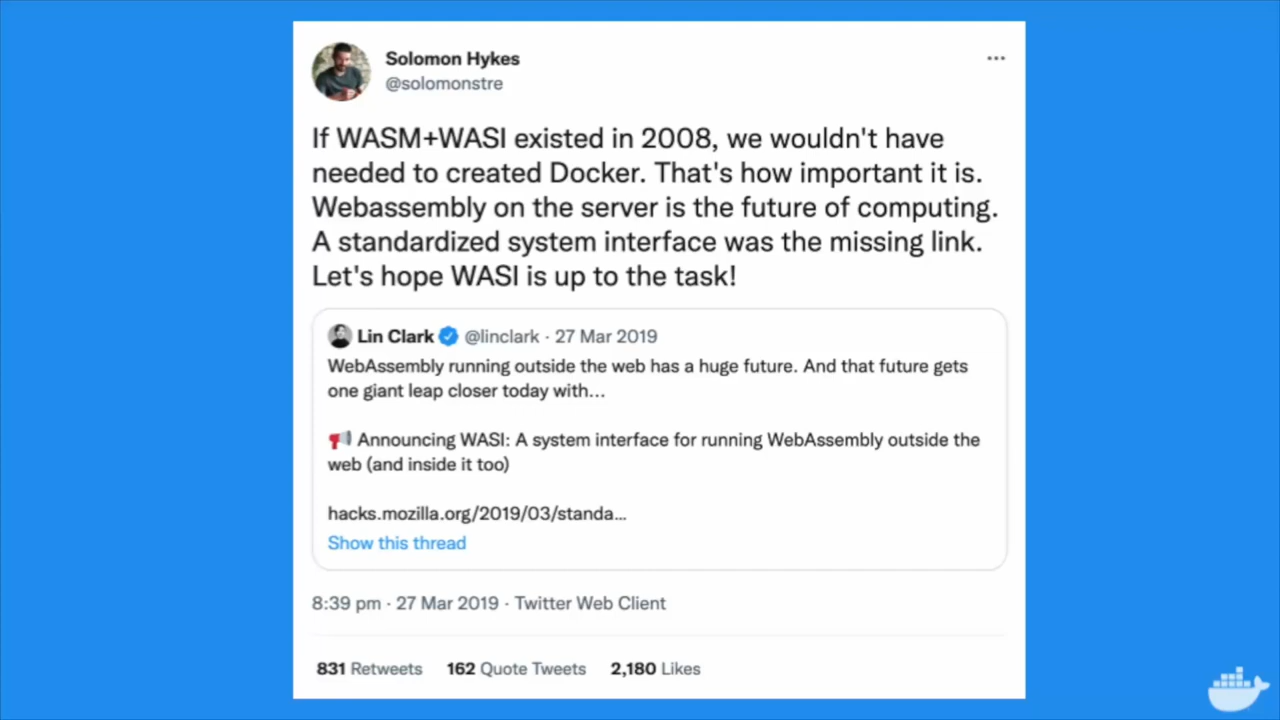 Solomon Hykes
@solomonstre
If WASM+WASI existed in 2008, we wouldn't have
needed to created Docker. That's how important it is.
Webassembly on the server is the future of computing.
A standardized system interface was the missing link.
Let's hope WASI is up to the task!
Lin Clark @linclark · 27 Mar 2019
WebAssembly running outside the web has a huge future. And that future gets
one giant leap closer today with...
📢 Announcing WASI: A system interface for running WebAssembly outside the
web (and inside it too)
hacks.mozilla.org/2019/03/standa...
Show this thread
8:39 pm · 27 Mar 2019 · Twitter Web Client
831 Retweets 162 Quote Tweets 2,180 Likes